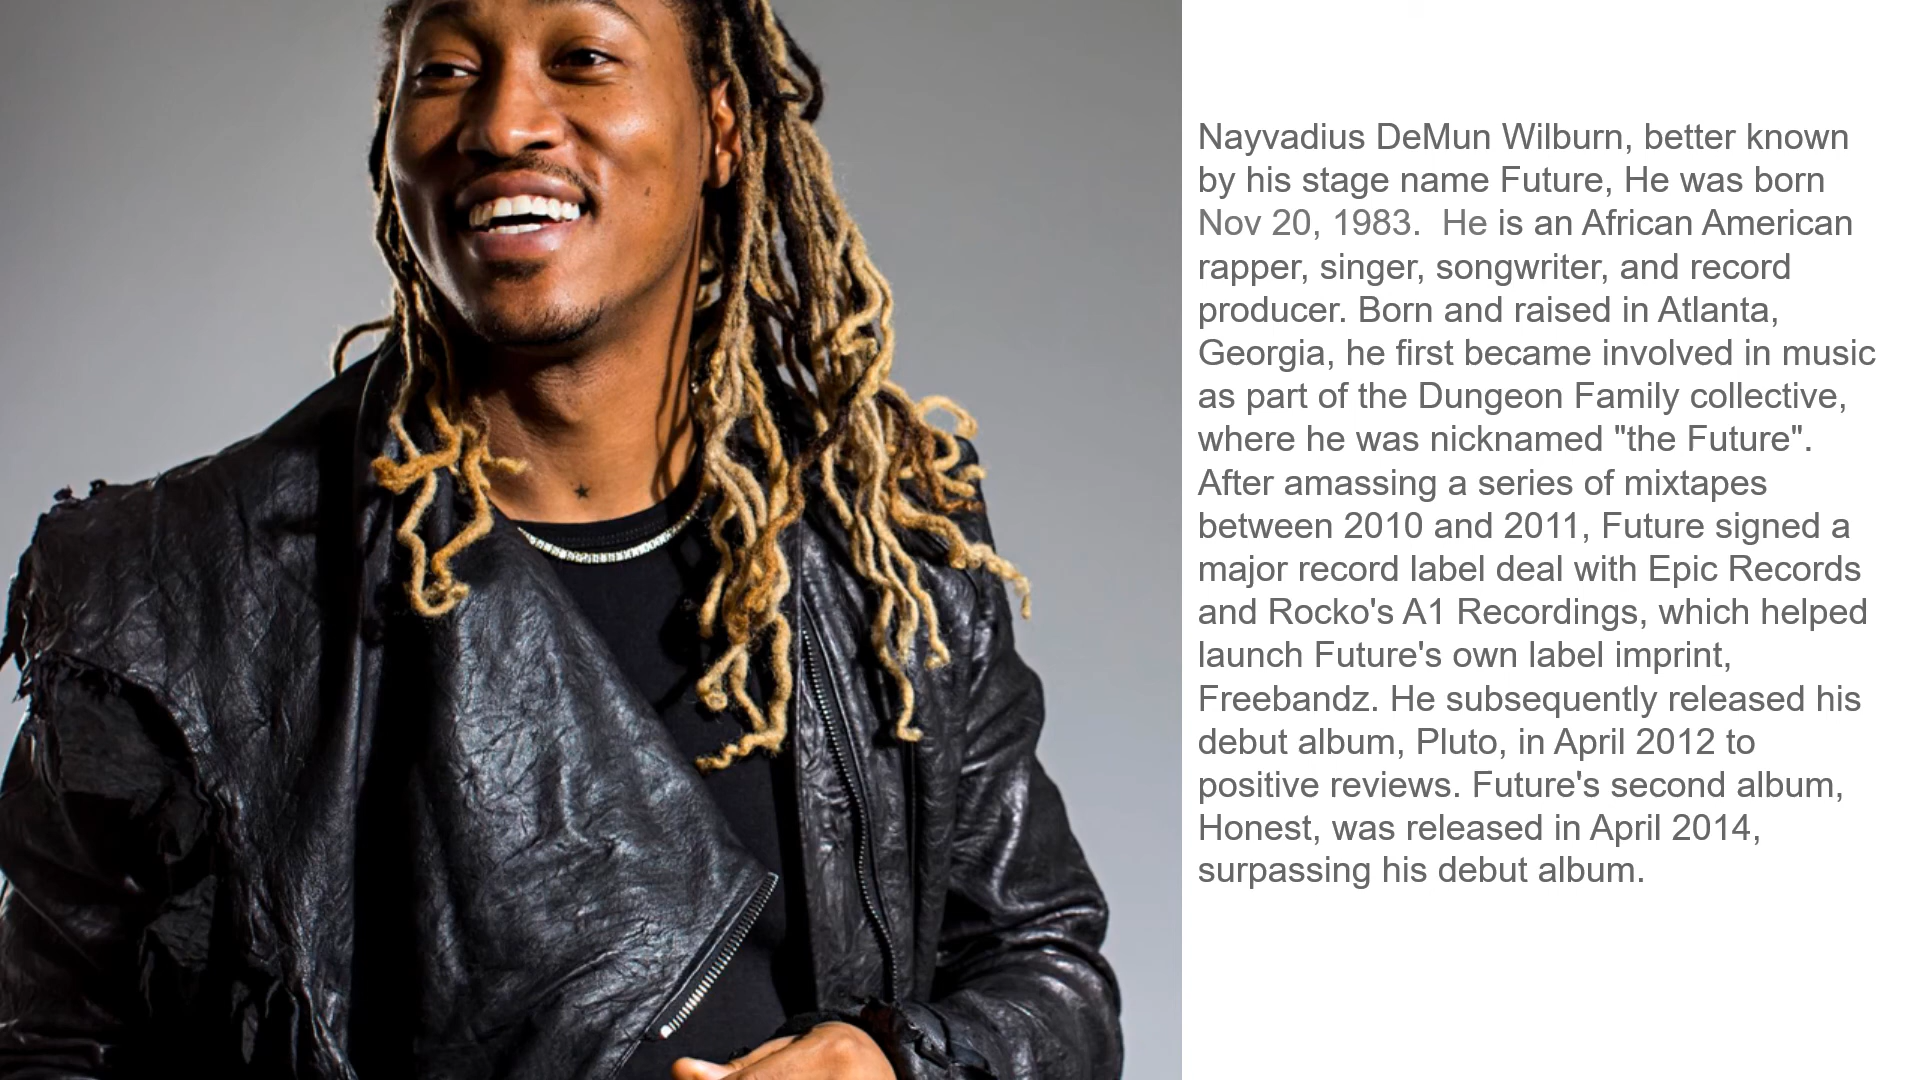 Nayvadius DeMun Wilburn, better known
by his stage name Future, He was born
Nov 20, 1983.  He is an African American
rapper, singer, songwriter, and record
producer. Born and raised in Atlanta,
Georgia, he first became involved in music
as part of the Dungeon Family collective,
where he was nicknamed "the Future".
After amassing a series of mixtapes
between 2010 and 2011, Future signed a
major record label deal with Epic Records
and Rocko's A1 Recordings, which helped
launch Future's own label imprint,
Freebandz. He subsequently released his
debut album, Pluto, in April 2012 to
positive reviews. Future's second album,
Honest, was released in April 2014,
surpassing his debut album.